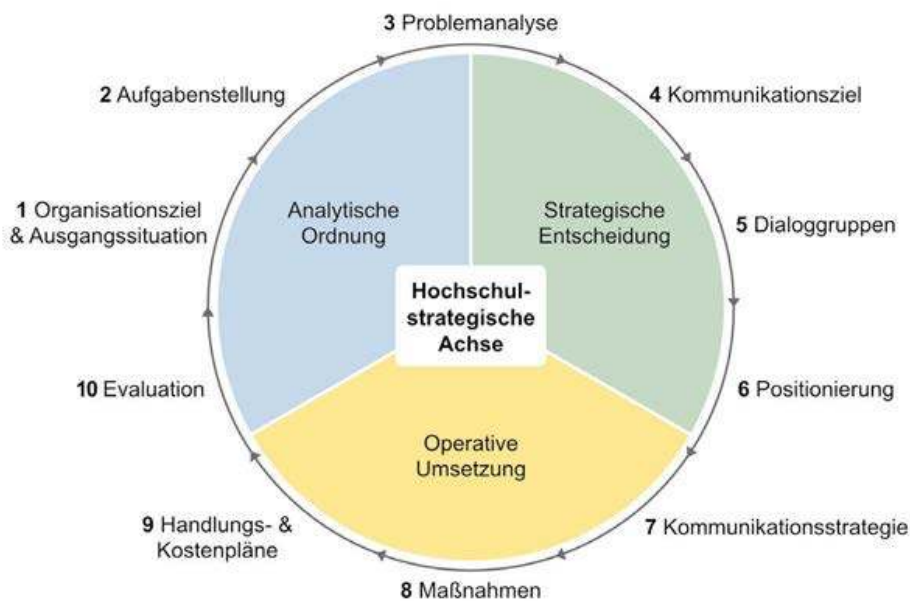 3 Problemanalyse
2 Aufgabenstellung
4 Kommunikationsziel
1 Organisationsziel
& Ausgangssituation
Analytische
Ordnung
Strategische
Entscheidung
5 Dialoggruppen
Hochschul-
strategische
Achse
10 Evaluation
6 Positionierung
Operative
Umsetzung
9 Handlungs- &
Kostenpläne
7 Kommunikationsstrategie
8 Maßnahmen